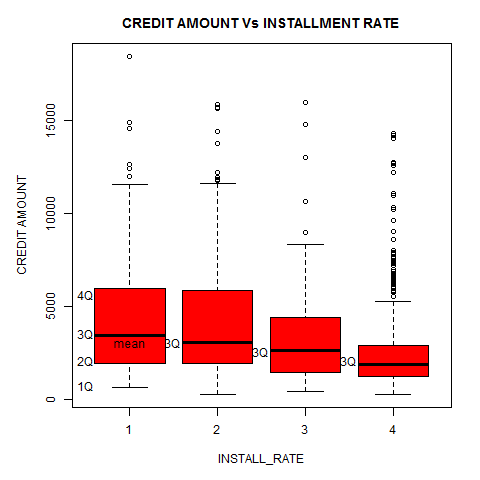 CREDIT AMOUNT Vs INSTALLMENT RATE
CREDIT AMOUNT
15000
10000
5000
0
4Q
3Q
mean
2Q
1Q
3Q
3Q
3Q
1 2 3 4
INSTALL_RATE